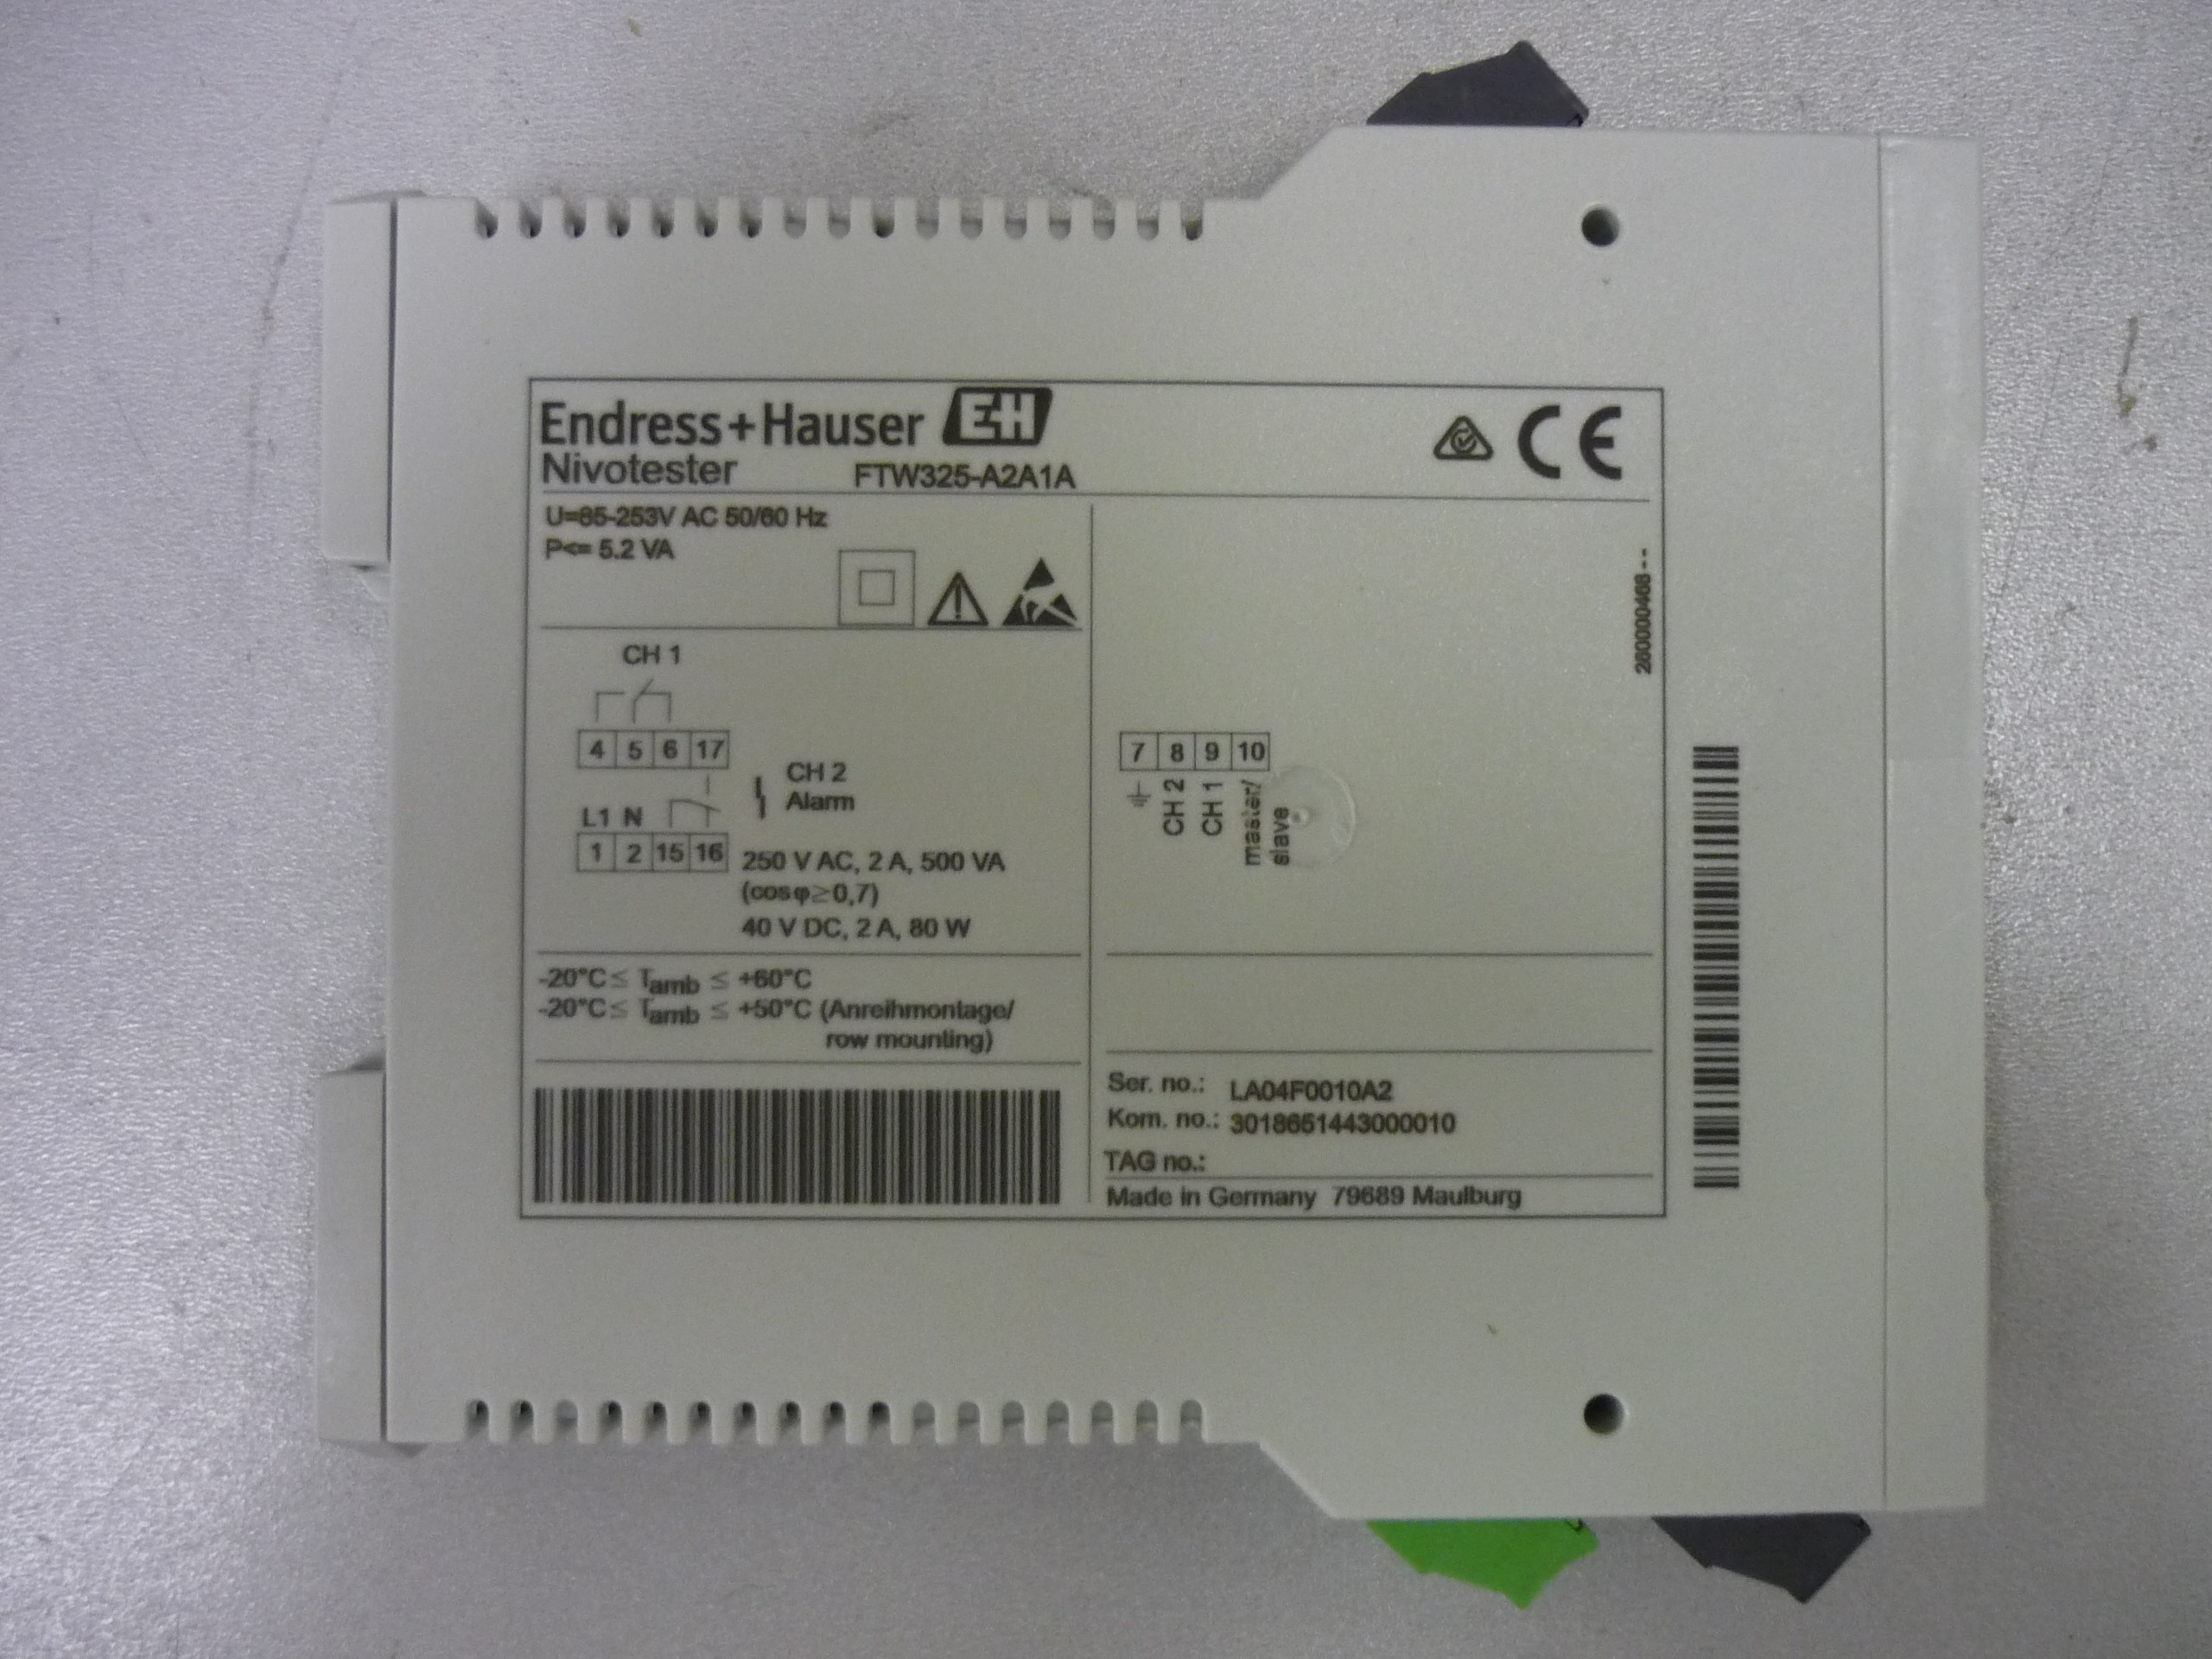 Endress+Hauser EH
Nivotester FTW325-A2A1A
CE
U=85-253V AC 50/60 Hz
P<= 5.2 VA
CH 1
4 5 6 17
CH 2
Alarm
L1 N
1 2 15 16
250 V AC, 2 A, 500 VA
(cosφ≥0,7)
40 V DC, 2 A, 80 W
-20°C ≤ Tamb ≤ +60°C
-20°C ≤ Tamb ≤ +50°C (Anreihmontage/
row mounting)
7 8 9 10
CH 2
CH 1
master/
slave
260000468--
Ser. no.: LA04F0010A2
Kom. no.: 3018651443000010
TAG no.:
Made in Germany 79689 Maulburg